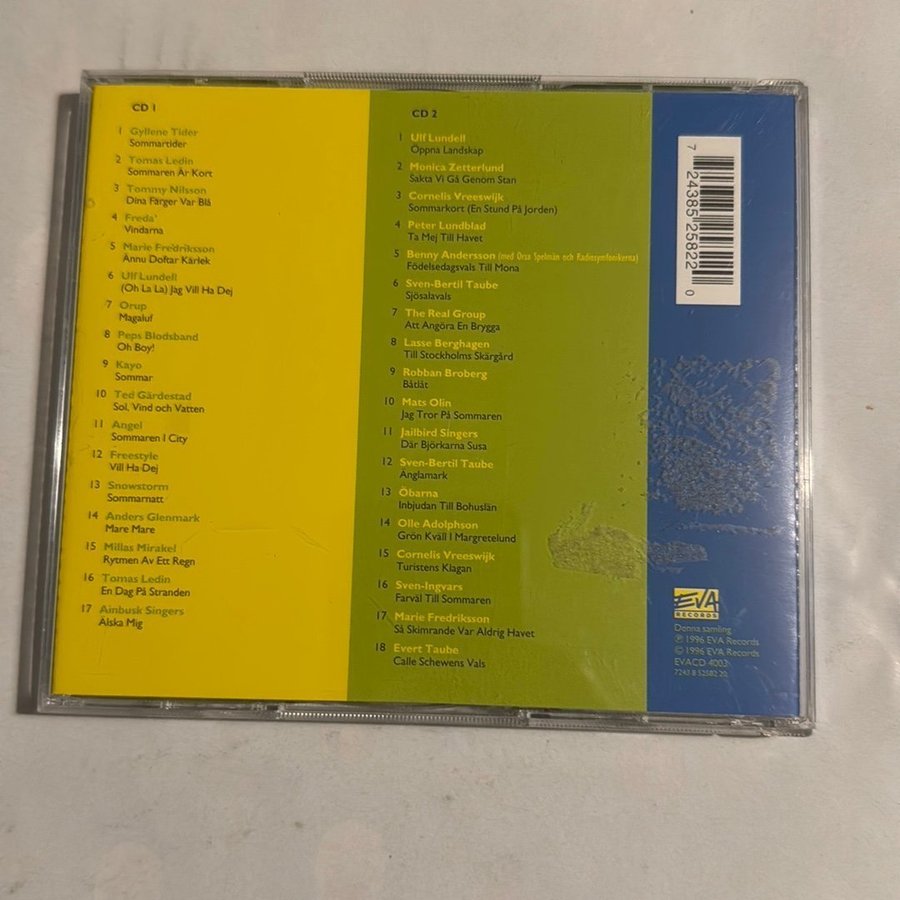 CD 1
1 Gyllene Tider
Sommartider
2 Tomas Ledin
Sommaren Är Kort
3 Tommy Nilsson
Dina Färger Var Blå
4 Freda'
Vindarna
5 Marie Fredriksson
Ännu Doftar Kärlek
6 Ulf Lundell
(Oh La La) Jag Vill Ha Dej
7 Orup
Magaluf
8 Peps Blodsband
Oh Boy!
9 Kayo
Sommar
10 Ted Gärdestad
Sol, Vind och Vatten
11 Angel
Sommaren I City
12 Freestyle
Vill Ha Dej
13 Snowstorm
Sommarnatt
14 Anders Glenmark
Mare Mare
15 Millas Mirakel
Rytmen Av Ett Regn
16 Tomas Ledin
En Dag På Stranden
17 Ainbusk Singers
Älska Mig
CD 2
1 Ulf Lundell
Öppna Landskap
2 Monica Zetterlund
Sakta Vi Gå Genom Stan
3 Cornelis Vreeswijk
Sommarkort (En Stund På Jorden)
4 Peter Lundblad
Ta Mej Till Havet
5 Benny Andersson (med Orsa Spelmän och Radiosymfonikerna)
Födelsedagsvals Till Mona
6 Sven-Bertil Taube
Sjösalavals
7 The Real Group
Att Angöra En Brygga
8 Lasse Berghagen
Till Stockholms Skärgård
9 Robban Broberg
Båtlåt
10 Mats Olin
Jag Tror På Sommaren
11 Jailbird Singers
Där Björkarna Susa
12 Sven-Bertil Taube
Änglamark
13 Öbarna
Inbjudan Till Bohuslän
14 Olle Adolphson
Grön Kväll I Margretelund
15 Cornelis Vreeswijk
Turistens Klagan
16 Sven-Ingvars
Farväl Till Sommaren
17 Marie Fredriksson
Så Skimrande Var Aldrig Havet
18 Evert Taube
Calle Schewens Vals
7 24385 25822 0
EVA
RECORDS
Denna samling
℗ 1996 EVA Records
© 1996 EVA Records
EVACD 4003
7243 8 52582 20